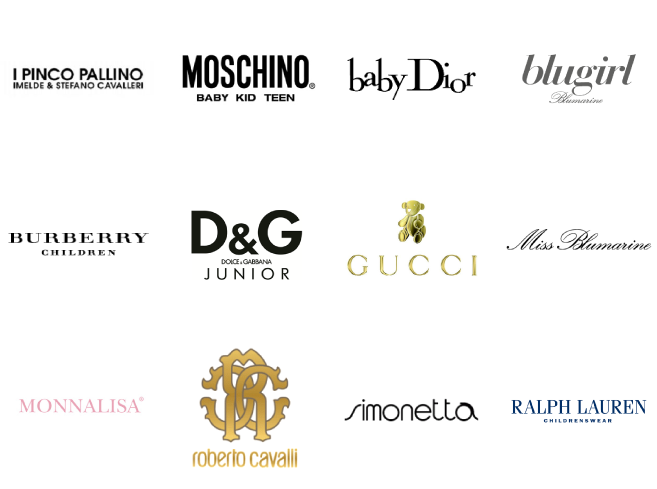 I PINCO PALLINO
IMELDE & STEFANO CAVALLERI
MOSCHINO®
BABY KID TEEN
baby Dior
blugirl
Blumarine
BURBERRY
CHILDREN
D&G
DOLCE & GABBANA
JUNIOR
GUCCI
Miss Blumarine
MONNALISA®
roberto cavalli
simonetta
RALPH LAUREN
CHILDRENSWEAR